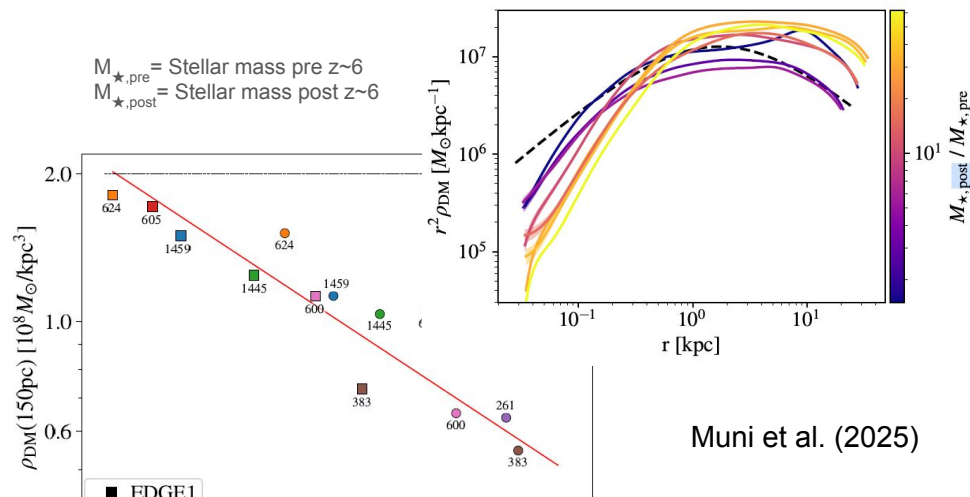 M★,pre = Stellar mass pre z~6
M★,post = Stellar mass post z~6
2.0
1.0
0.6
ρDM(150pc) [10⁸M⊙/kpc³]
624
605
1459
624
1445
600
1459
1445
6
383
600
261
383
EDGE1
10⁷
10⁶
10⁵
r²ρDM [M⊙kpc⁻¹]
10⁻¹
10⁰
10¹
r [kpc]
10¹
M★,post / M★,pre
Muni et al. (2025)